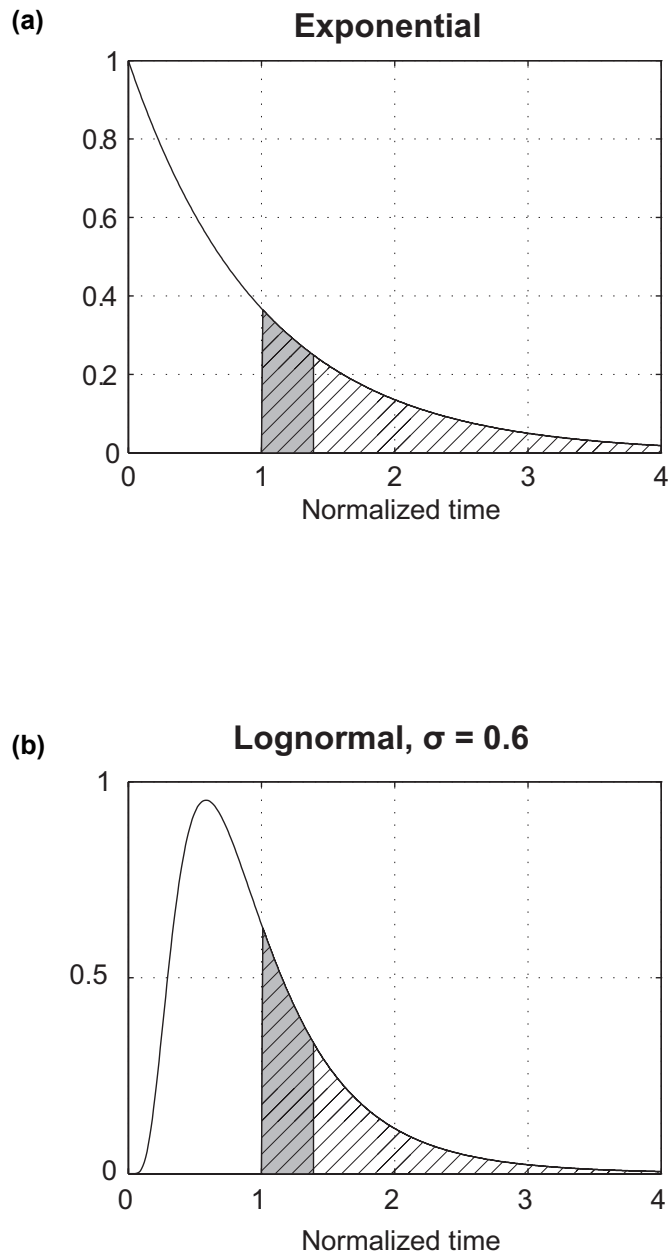 (a)
Exponential
1
0.8
0.6
0.4
0.2
0
0 1 2 3 4
Normalized time
(b)
Lognormal, σ = 0.6
1
0.5
0
0 1 2 3 4
Normalized time